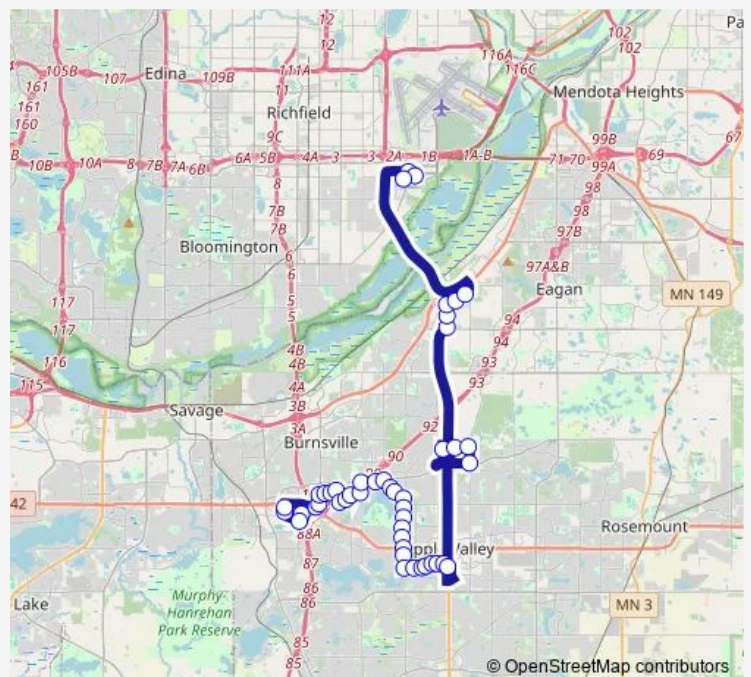 12
102
Pa
12
116A
102
105B
107
Edina
109B
111A
116C
161
161
160
11
Mendota Heights
Richfield
9C
99B
67
B
10B
10A
8
7B
7A
6B
6A
5B
4A
3
3
2A
1B
1A-B
71
70
69
99A
8
98
98
7B
7B
97B
Bloomington
6
6
97A&B
Eagan
MN 149
117
5
5
94
117
4B
94
116
4B
93
115
4A
93
Savage
3B
3A
92
Burnsville
90
42
88A
Rosemount
87
Murphy-
Hanrehan
Park Reserve
86
86
Lake
MN 3
85
85
© OpenStreetMap contributors